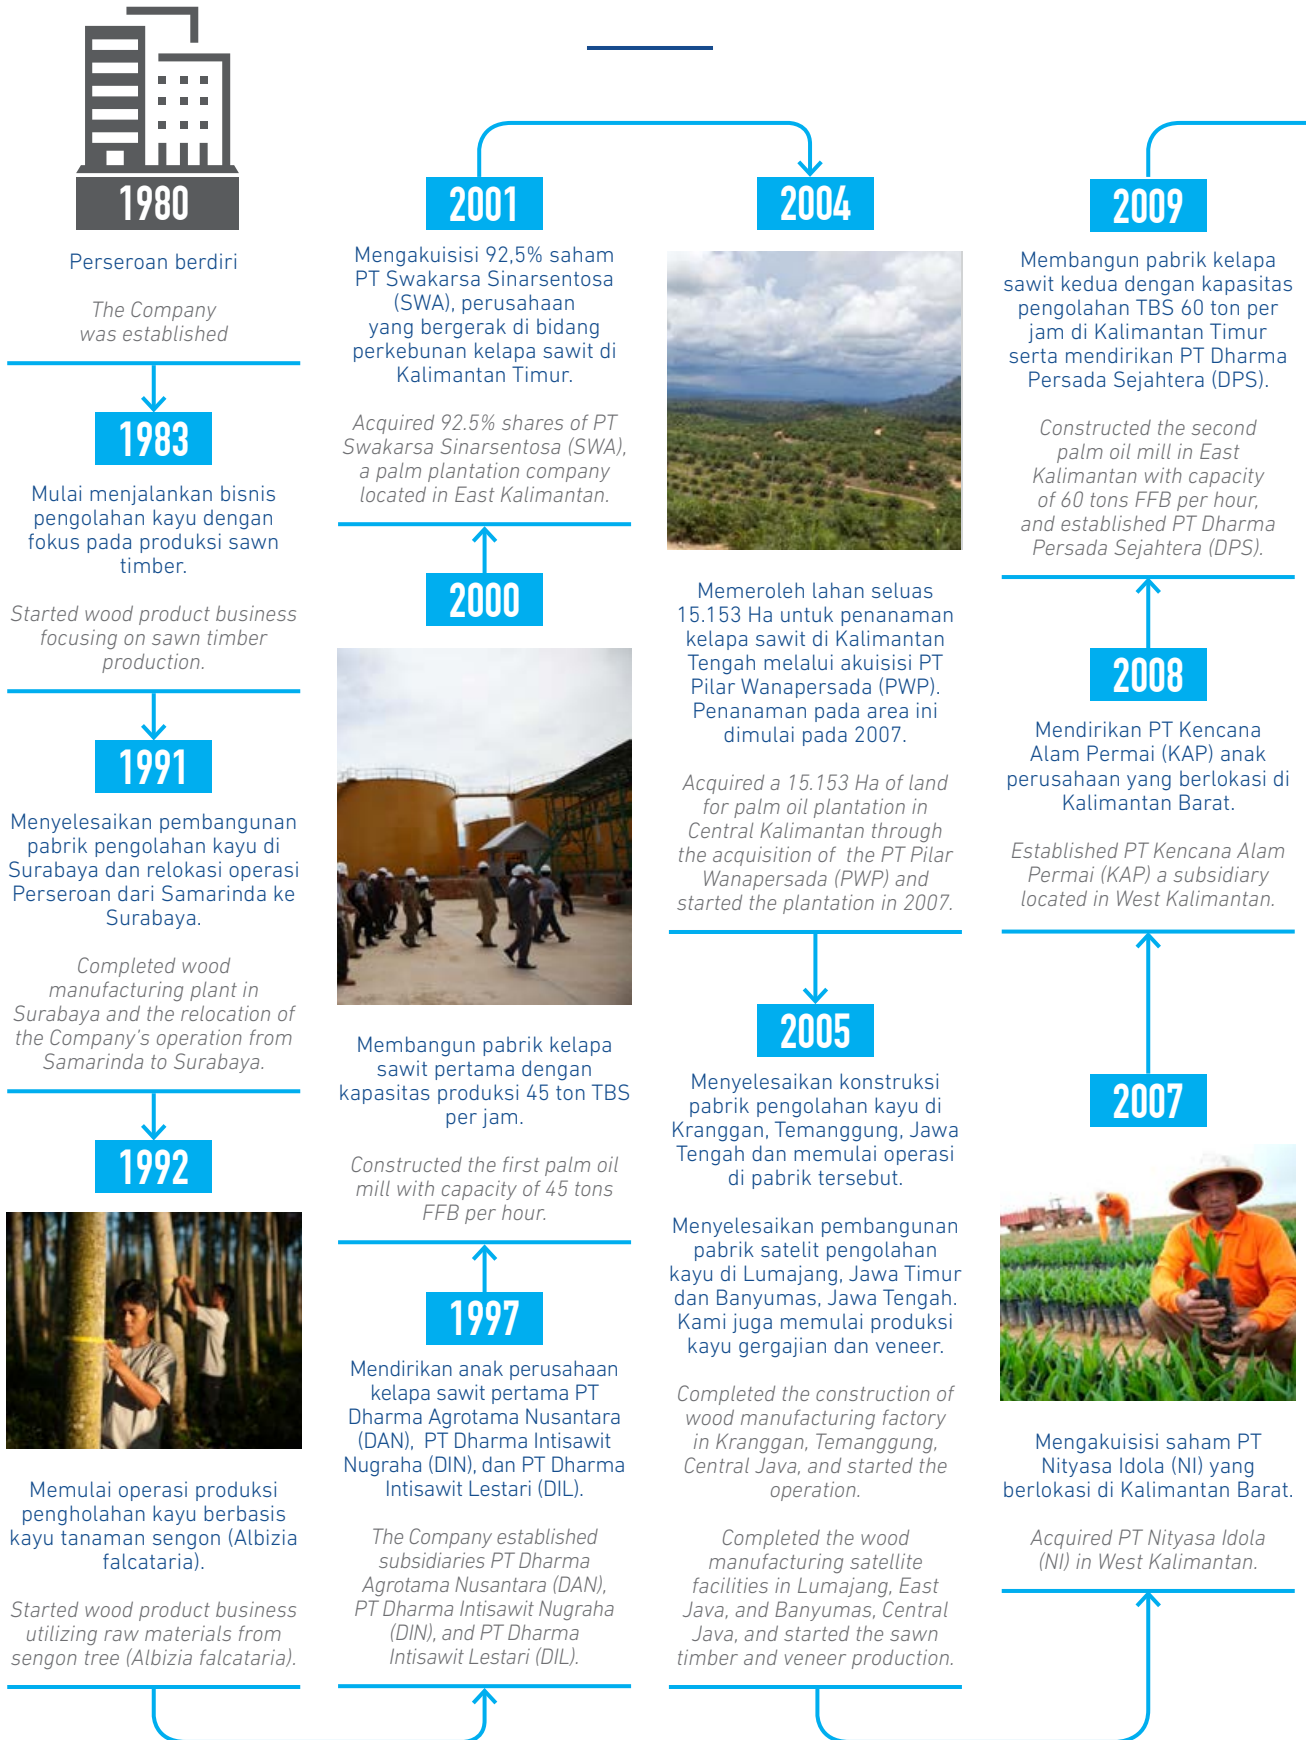 1980
Perseroan berdiri
The Company
was established
1983
Mulai menjalankan bisnis
pengolahan kayu dengan
fokus pada produksi sawn
timber.
Started wood product business
focusing on sawn timber
production.
1991
Menyelesaikan pembangunan
pabrik pengolahan kayu di
Surabaya dan relokasi operasi
Perseroan dari Samarinda ke
Surabaya.
Completed wood
manufacturing plant in
Surabaya and the relocation of
the Company's operation from
Samarinda to Surabaya.
1992
Memulai operasi produksi
pengholahan kayu berbasis
kayu tanaman sengon (Albizia
falcataria).
Started wood product business
utilizing raw materials from
sengon tree (Albizia falcataria).
1997
Mendirikan anak perusahaan
kelapa sawit pertama PT
Dharma Agrotama Nusantara
(DAN), PT Dharma Intisawit
Nugraha (DIN), dan PT Dharma
Intisawit Lestari (DIL).
The Company established
subsidiaries PT Dharma
Agrotama Nusantara (DAN),
PT Dharma Intisawit Nugraha
(DIN), and PT Dharma
Intisawit Lestari (DIL).
2000
Membangun pabrik kelapa
sawit pertama dengan
kapasitas produksi 45 ton TBS
per jam.
Constructed the first palm oil
mill with capacity of 45 tons
FFB per hour.
2001
Mengakuisisi 92,5% saham
PT Swakarsa Sinarsentosa
(SWA), perusahaan
yang bergerak di bidang
perkebunan kelapa sawit di
Kalimantan Timur.
Acquired 92.5% shares of PT
Swakarsa Sinarsentosa (SWA),
a palm plantation company
located in East Kalimantan.
2004
Memeroleh lahan seluas
15.153 Ha untuk penanaman
kelapa sawit di Kalimantan
Tengah melalui akuisisi PT
Pilar Wanapersada (PWP).
Penanaman pada area ini
dimulai pada 2007.
Acquired a 15.153 Ha of land
for palm oil plantation in
Central Kalimantan through
the acquisition of the PT Pilar
Wanapersada (PWP) and
started the plantation in 2007.
2005
Menyelesaikan konstruksi
pabrik pengolahan kayu di
Kranggan, Temanggung, Jawa
Tengah dan memulai operasi
di pabrik tersebut.
Menyelesaikan pembangunan
pabrik satelit pengolahan
kayu di Lumajang, Jawa Timur
dan Banyumas, Jawa Tengah.
Kami juga memulai produksi
kayu gergajian dan veneer.
Completed the construction of
wood manufacturing factory
in Kranggan, Temanggung,
Central Java, and started the
operation.
Completed the wood
manufacturing satellite
facilities in Lumajang, East
Java, and Banyumas, Central
Java, and started the sawn
timber and veneer production.
2007
Mengakuisisi saham PT
Nityasa Idola (NI) yang
berlokasi di Kalimantan Barat.
Acquired PT Nityasa Idola
(NI) in West Kalimantan.
2008
Mendirikan PT Kencana
Alam Permai (KAP) anak
perusahaan yang berlokasi di
Kalimantan Barat.
Established PT Kencana Alam
Permai (KAP) a subsidiary
located in West Kalimantan.
2009
Membangun pabrik kelapa
sawit kedua dengan kapasitas
pengolahan TBS 60 ton per
jam di Kalimantan Timur
serta mendirikan PT Dharma
Persada Sejahtera (DPS).
Constructed the second
palm oil mill in East
Kalimantan with capacity
of 60 tons FFB per hour,
and established PT Dharma
Persada Sejahtera (DPS).